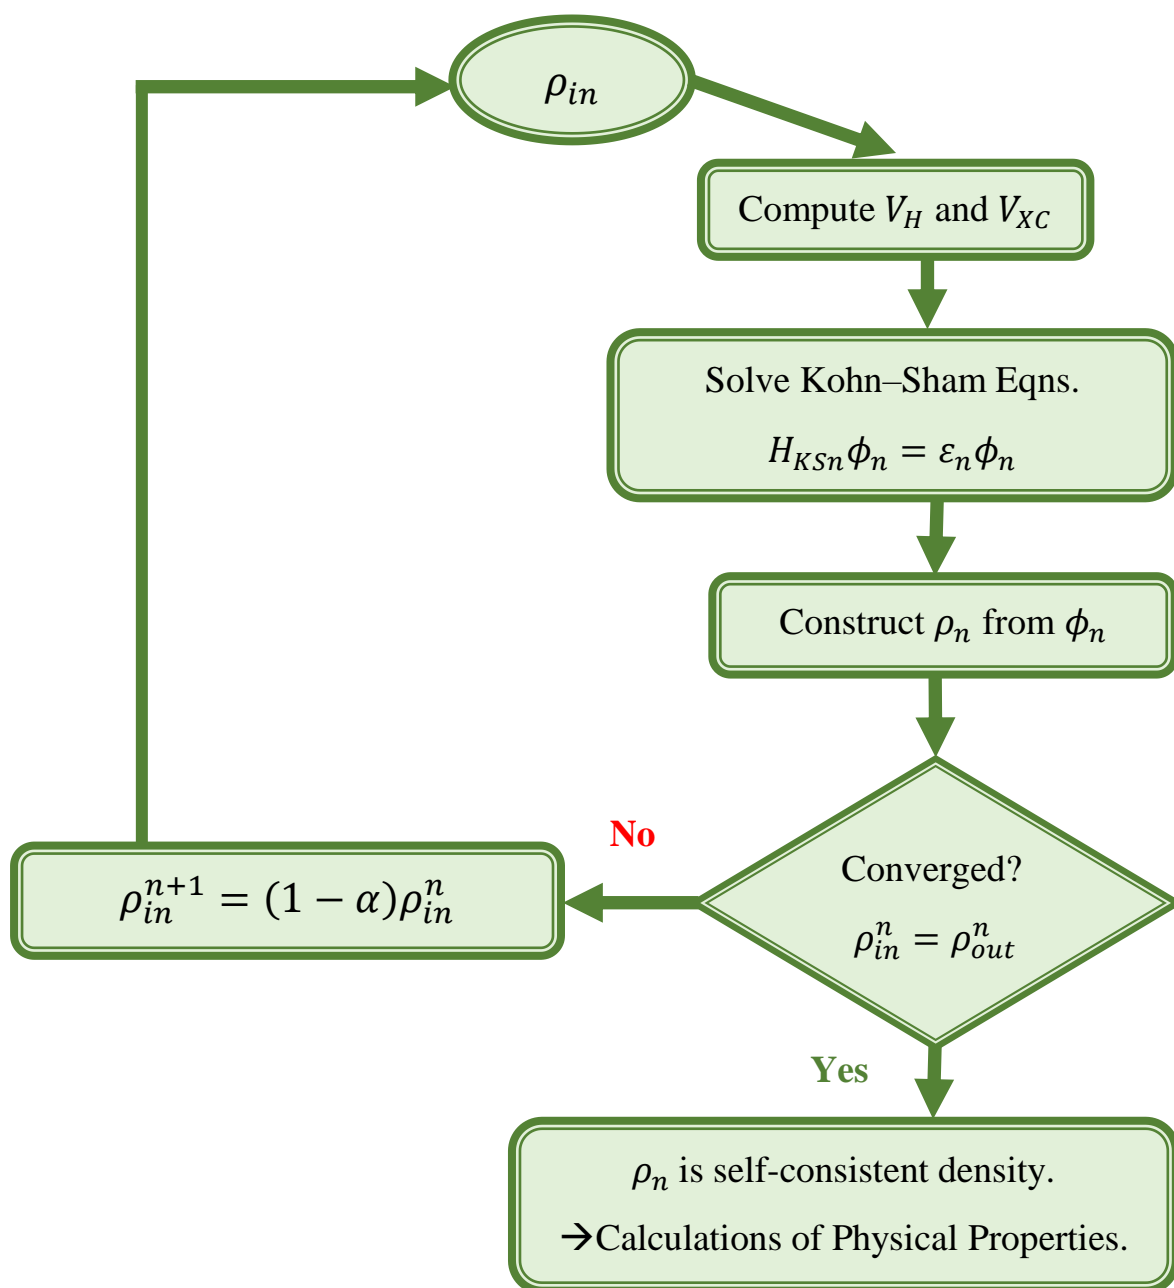 ρ_in
Compute V_H and V_XC
Solve Kohn–Sham Eqns.
H_KSn ϕ_n = ε_n ϕ_n
Construct ρ_n from ϕ_n
Converged?
ρ_in^n = ρ_out^n
No
ρ_in^{n+1} = (1 − α)ρ_in^n
Yes
ρ_n is self-consistent density.
→Calculations of Physical Properties.